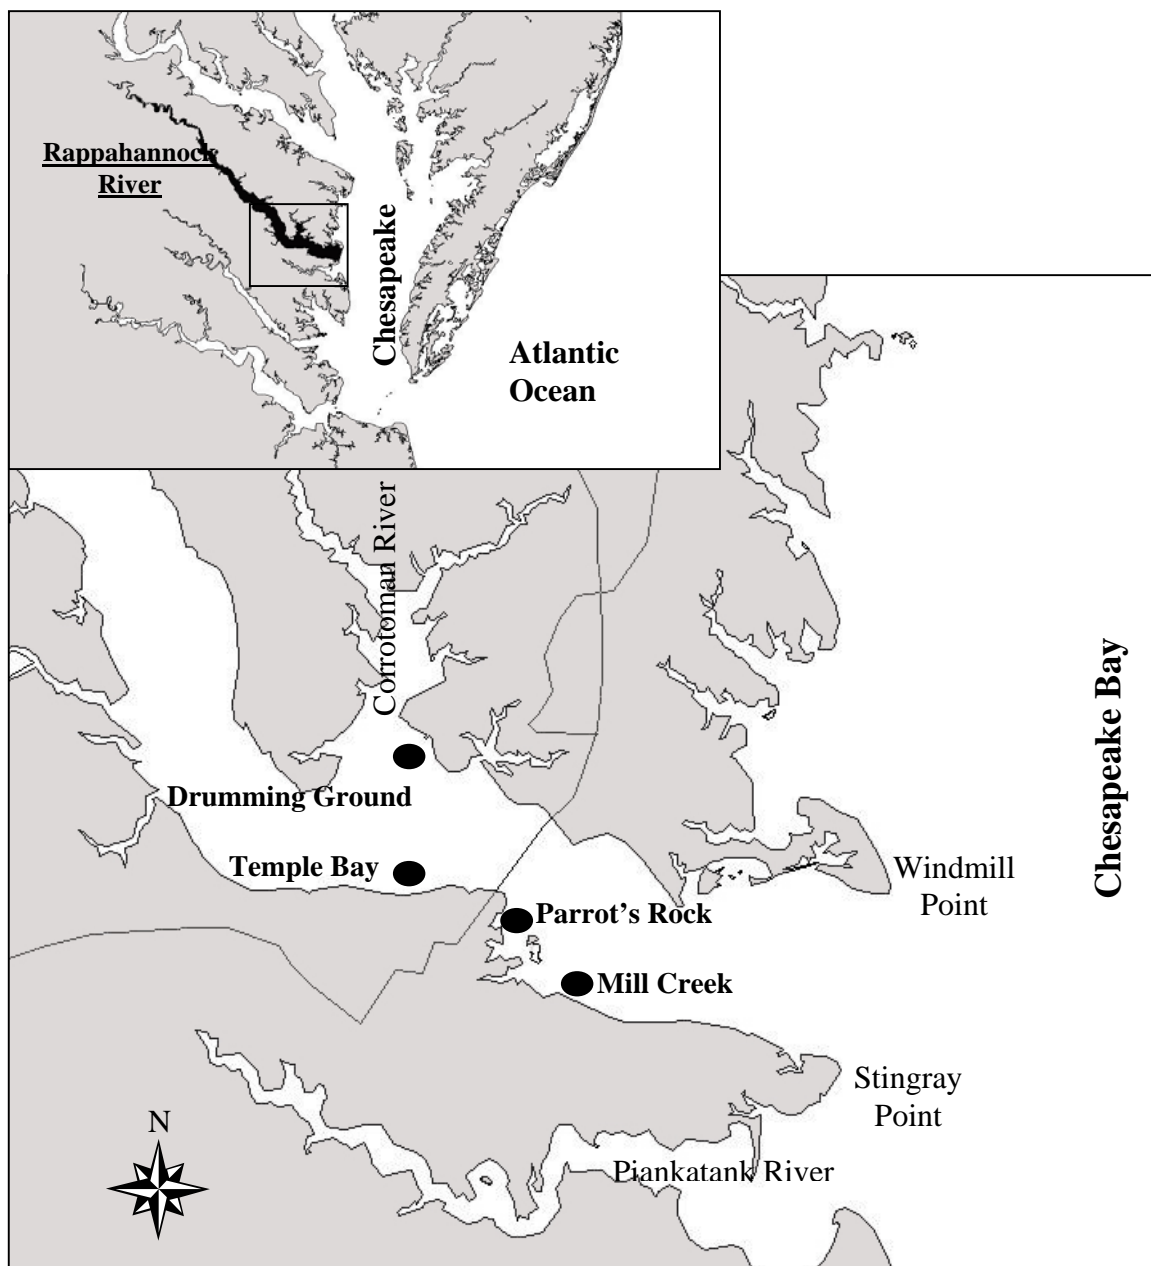 Rappahannock
River
Chesapeake
Atlantic
Ocean
Corrotoman River
Drumming Ground
Temple Bay
Parrot's Rock
Mill Creek
Windmill
Point
Chesapeake Bay
Stingray
Point
Piankatank River
N